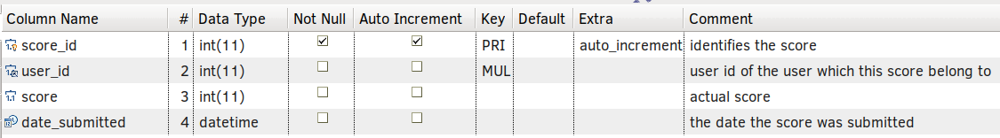 Column Name # Data Type Not Null Auto Increment Key Default Extra Comment
score_id 1 int(11) PRI auto_increment identifies the score
user_id 2 int(11) MUL user id of the user which this score belong to
score 3 int(11) actual score
date_submitted 4 datetime the date the score was submitted